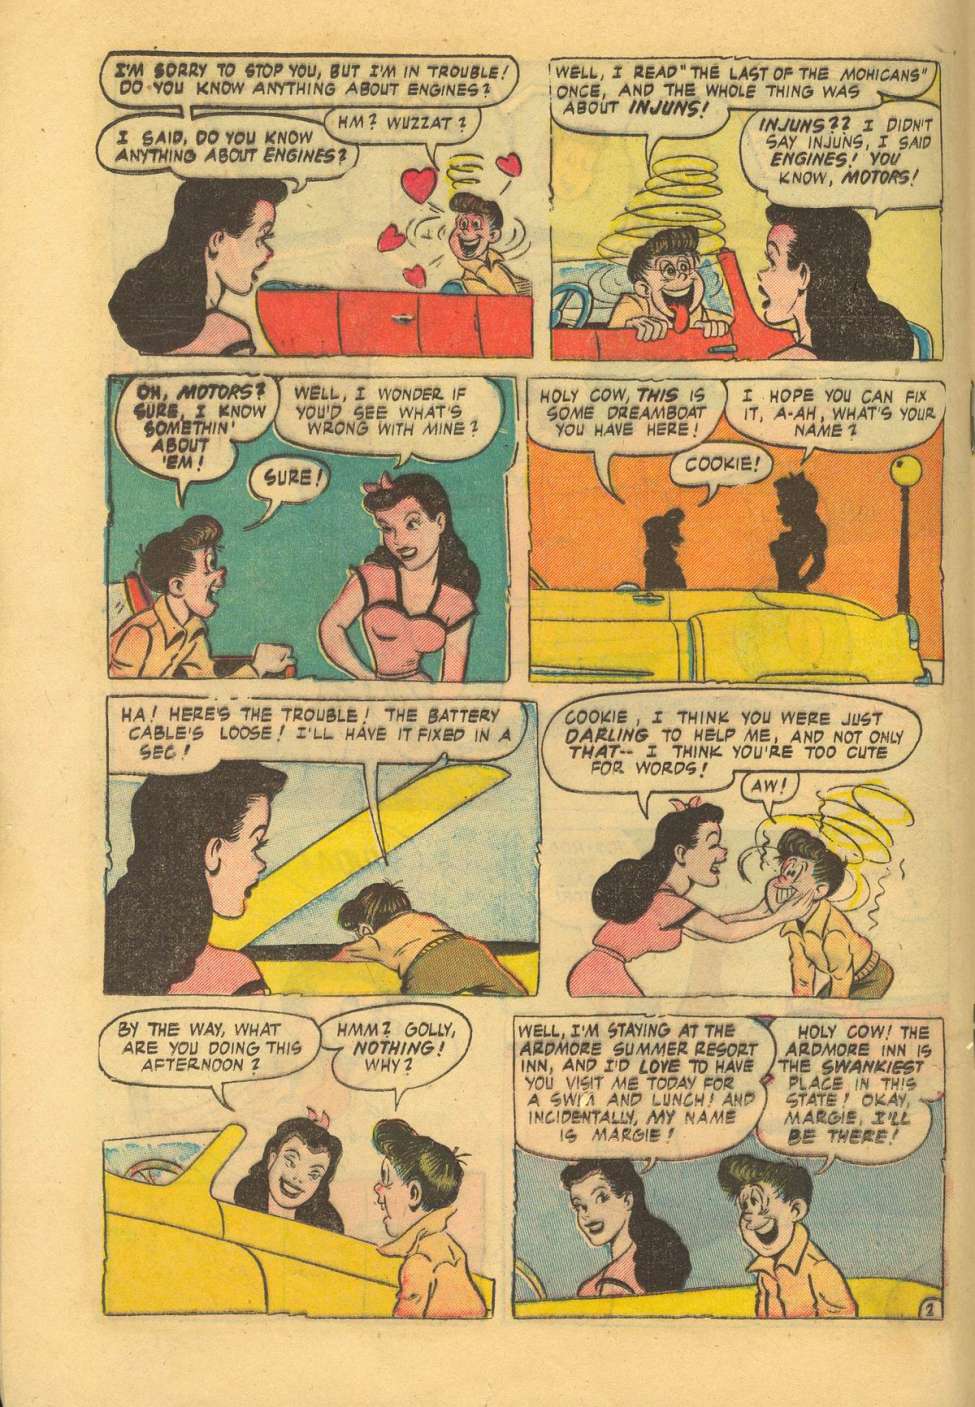 I'M SORRY TO STOP YOU, BUT I'M IN TROUBLE!
DO YOU KNOW ANYTHING ABOUT ENGINES?
HM? WUZZAT?
I SAID, DO YOU KNOW
ANYTHING ABOUT ENGINES?
WELL, I READ "THE LAST OF THE MOHICANS"
ONCE, AND THE WHOLE THING WAS
ABOUT INJUNS!
INJUNS?? I DIDN'T
SAY INJUNS, I SAID
ENGINES! YOU
KNOW, MOTORS!
OH, MOTORS?
SURE, I KNOW
SOMETHIN'
ABOUT
'EM!
WELL, I WONDER IF
YOU'D SEE WHAT'S
WRONG WITH MINE?
SURE!
HOLY COW, THIS IS
SOME DREAMBOAT
YOU HAVE HERE!
I HOPE YOU CAN FIX
IT, A-AH, WHAT'S YOUR
NAME?
COOKIE!
HA! HERE'S THE TROUBLE! THE BATTERY
CABLE'S LOOSE! I'LL HAVE IT FIXED IN A
SEC!
COOKIE, I THINK YOU WERE JUST
DARLING TO HELP ME, AND NOT ONLY
THAT-- I THINK YOU'RE TOO CUTE
FOR WORDS!
AW!
BY THE WAY, WHAT
ARE YOU DOING THIS
AFTERNOON?
HMM? GOLLY,
NOTHING!
WHY?
WELL, I'M STAYING AT THE
ARDMORE SUMMER RESORT
INN, AND I'D LOVE TO HAVE
YOU VISIT ME TODAY FOR
A SWIM AND LUNCH! AND
INCIDENTALLY, MY NAME
IS MARGIE!
HOLY COW! THE
ARDMORE INN IS
THE SWANKIEST
PLACE IN THIS
STATE! OKAY,
MARGIE, I'LL
BE THERE!
2